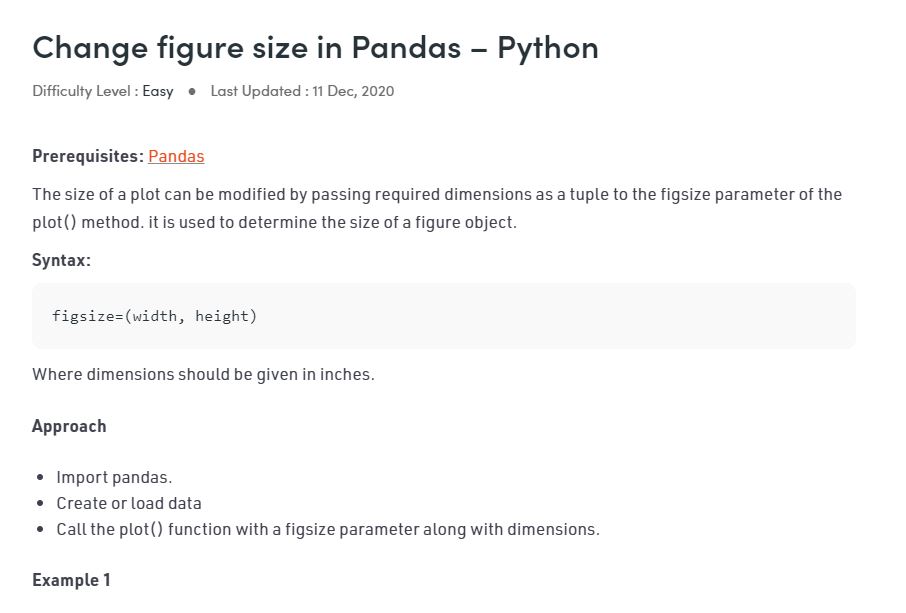 Change figure size in Pandas – Python
Difficulty Level : Easy ● Last Updated : 11 Dec, 2020
Prerequisites: Pandas
The size of a plot can be modified by passing required dimensions as a tuple to the figsize parameter of the
plot() method. it is used to determine the size of a figure object.
Syntax:
figsize=(width, height)
Where dimensions should be given in inches.
Approach
• Import pandas.
• Create or load data
• Call the plot() function with a figsize parameter along with dimensions.
Example 1